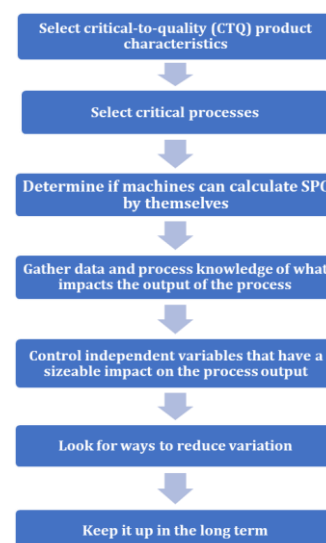 Select critical-to-quality (CTQ) product
characteristics
Select critical processes
Determine if machines can calculate SPC
by themselves
Gather data and process knowledge of what
impacts the output of the process
Control independent variables that have a
sizeable impact on the process output
Look for ways to reduce variation
Keep it up in the long term